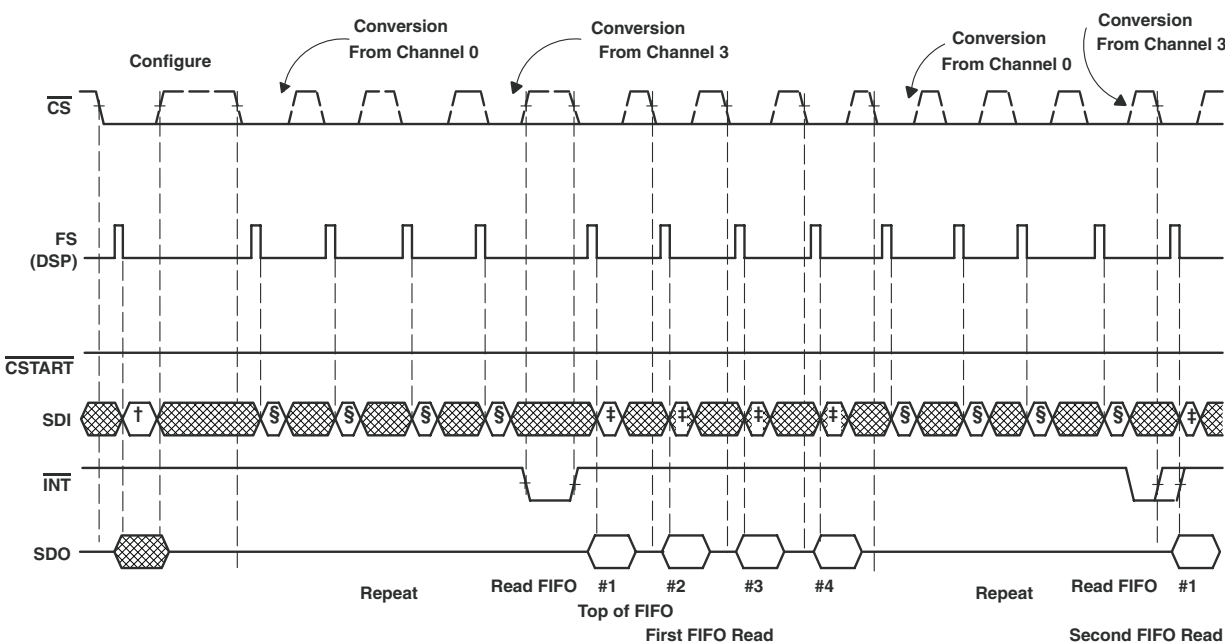 Conversion
From Channel 0
Conversion
From Channel 3
Conversion
From Channel 0
Conversion
From Channel 3
Configure
CS
FS
(DSP)
CSTART
SDI
† § § § § ‡ ‡ ‡ ‡ § § § § ‡
INT
SDO
Repeat
Read FIFO #1 #2 #3 #4
Repeat
Read FIFO #1
Top of FIFO
First FIFO Read
Second FIFO Read